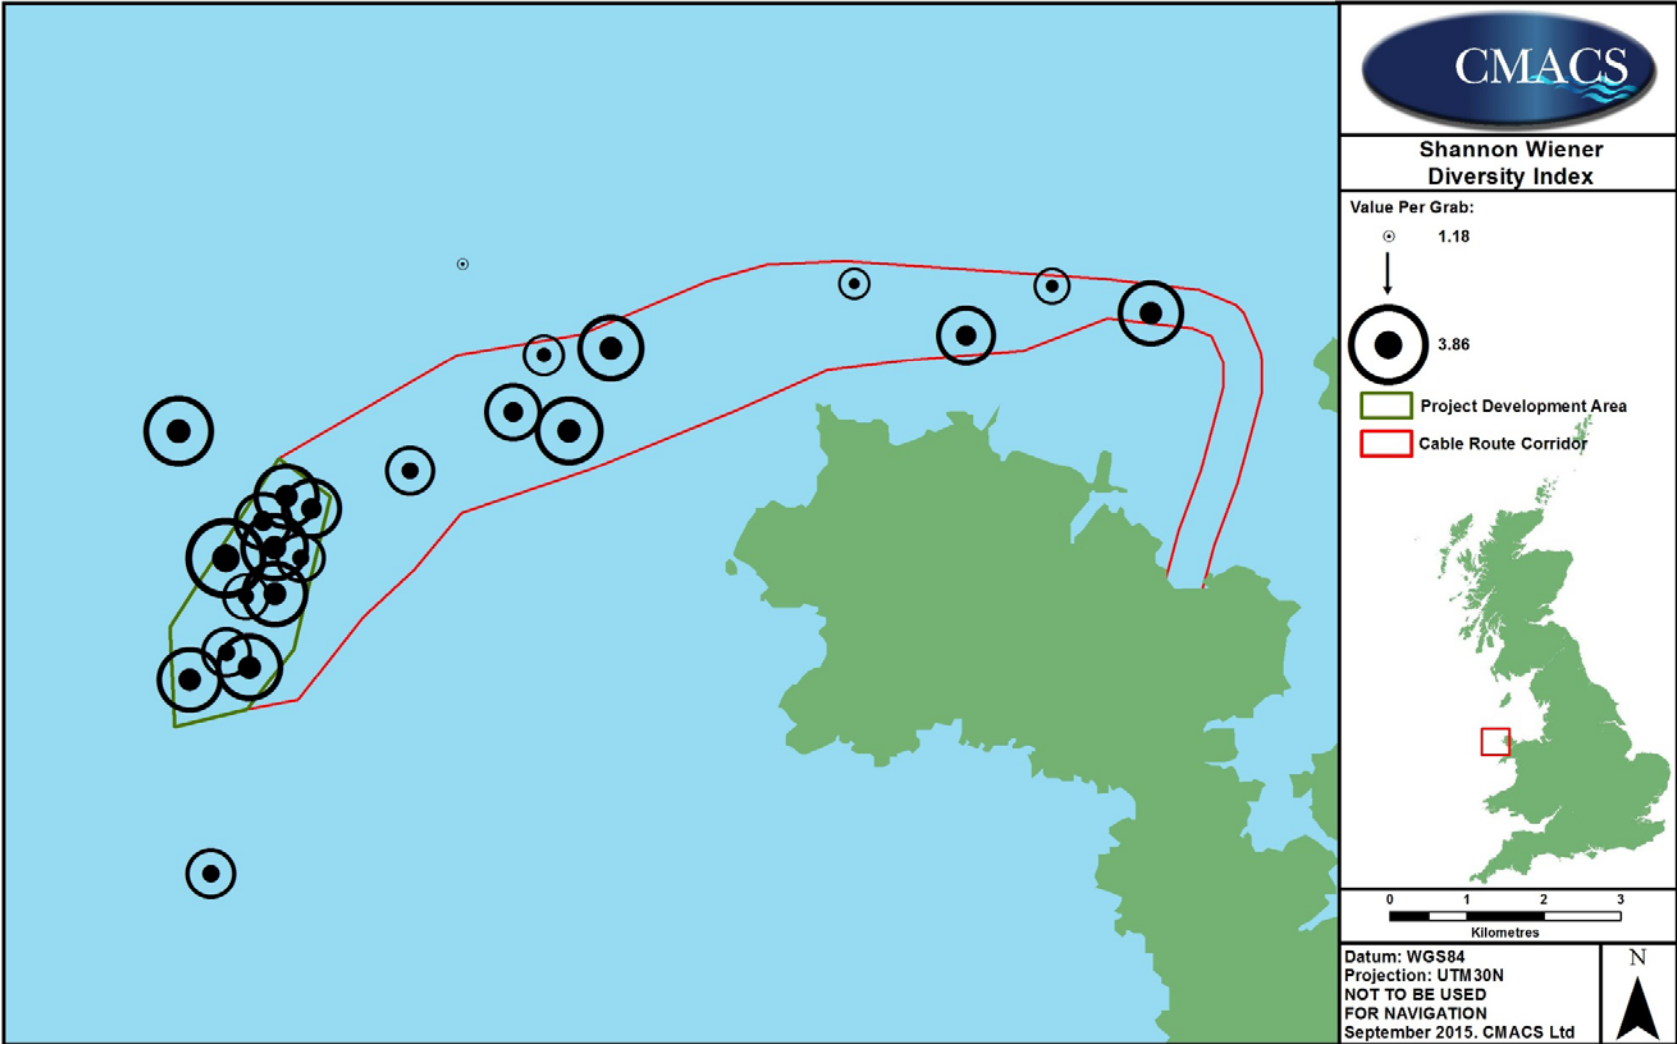 CMACS
Shannon Wiener
Diversity Index
Value Per Grab:
1.18
3.86
Project Development Area
Cable Route Corridor
0 1 2 3
Kilometres
Datum: WGS84
Projection: UTM30N
NOT TO BE USED
FOR NAVIGATION
September 2015. CMACS Ltd
N